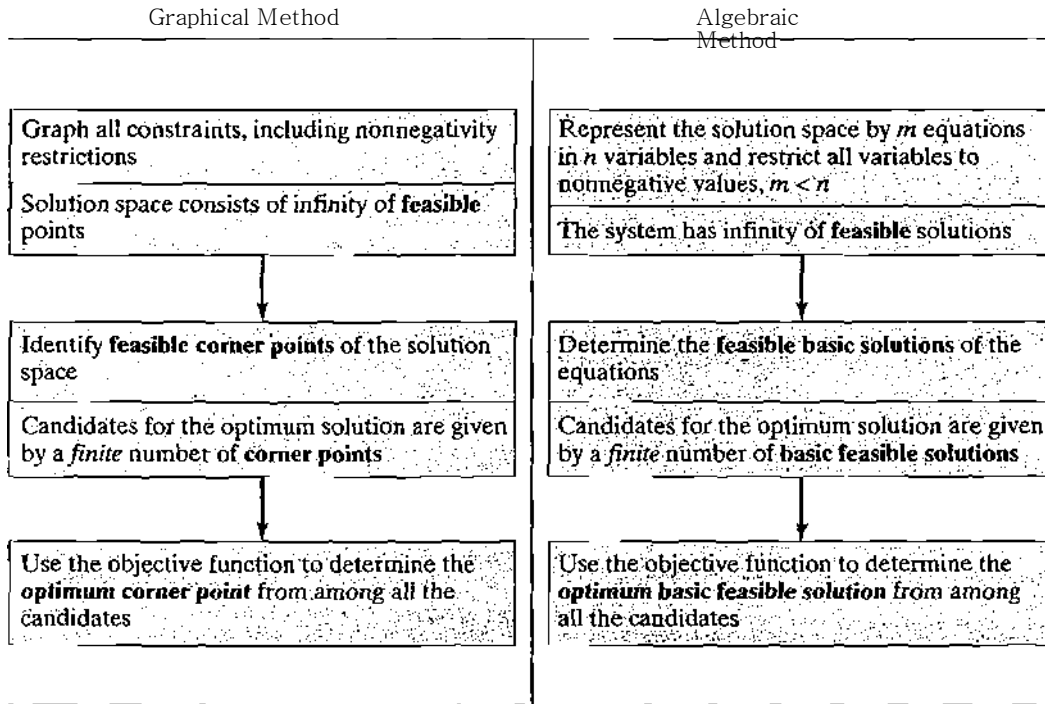 Graphical Method
Graph all constraints, including nonnegativity
restrictions
Solution space consists of infinity of feasible
points
Identify feasible corner points of the solution
space
Candidates for the optimum solution are given
by a finite number of corner points
Use the objective function to determine the
optimum corner point from among all the
candidates
Algebraic
Method
Represent the solution space by m equations
in n variables and restrict all variables to
nonnegative values, m < n
The system has infinity of feasible solutions
Determine the feasible basic solutions of the
equations
Candidates for the optimum solution are given
by a finite number of basic feasible solutions
Use the objective function to determine the
optimum basic feasible solution from among
all the candidates